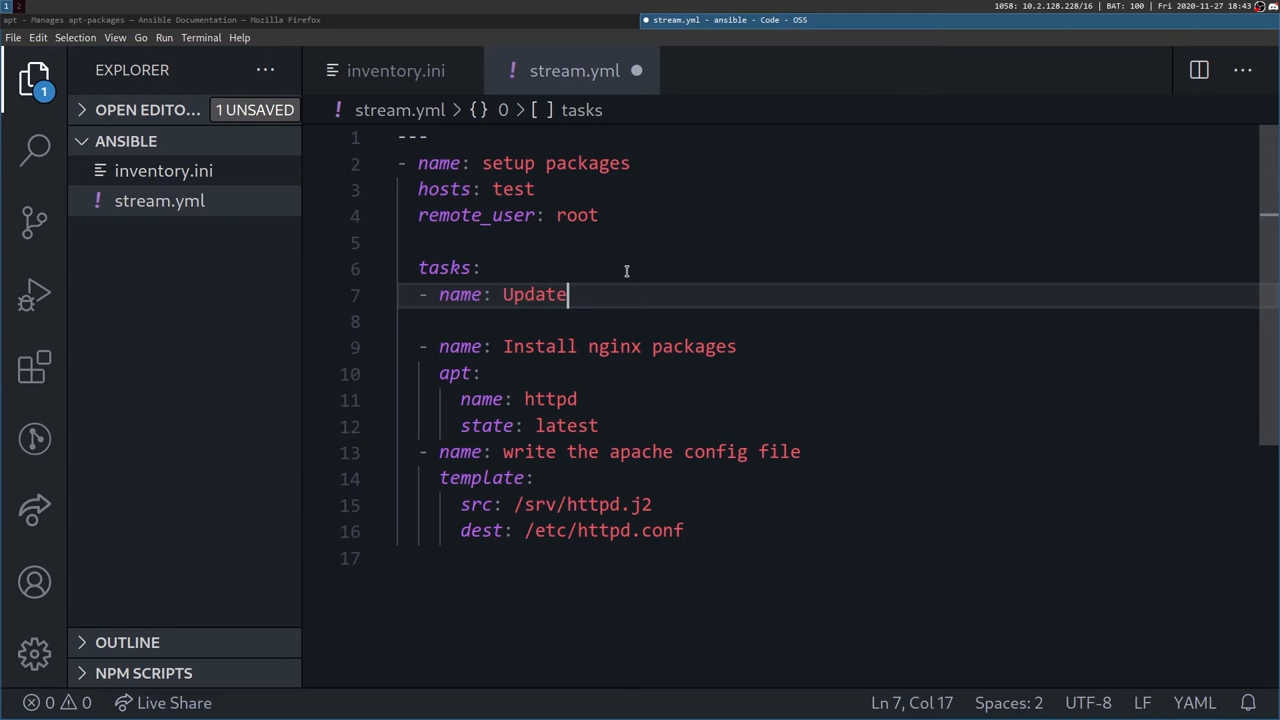 1 2 1058: 10.2.128.228/16 | BAT: 100 | Fri 2020-11-27 18:43
apt - Manages apt-packages — Ansible Documentation — Mozilla Firefox
stream.yml - ansible - Code - OSS
File Edit Selection View Go Run Terminal Help
EXPLORER
inventory.ini
! stream.yml
1
OPEN EDITO... 1 UNSAVED
! stream.yml > {} 0 > [ ] tasks
ANSIBLE
inventory.ini
! stream.yml
1 ---
2 - name: setup packages
3 hosts: test
4 remote_user: root
5
6 tasks:
7 - name: Update
8
9 - name: Install nginx packages
10 apt:
11 name: httpd
12 state: latest
13 - name: write the apache config file
14 template:
15 src: /srv/httpd.j2
16 dest: /etc/httpd.conf
17
OUTLINE
NPM SCRIPTS
0 0 Live Share Ln 7, Col 17 Spaces: 2 UTF-8 LF YAML